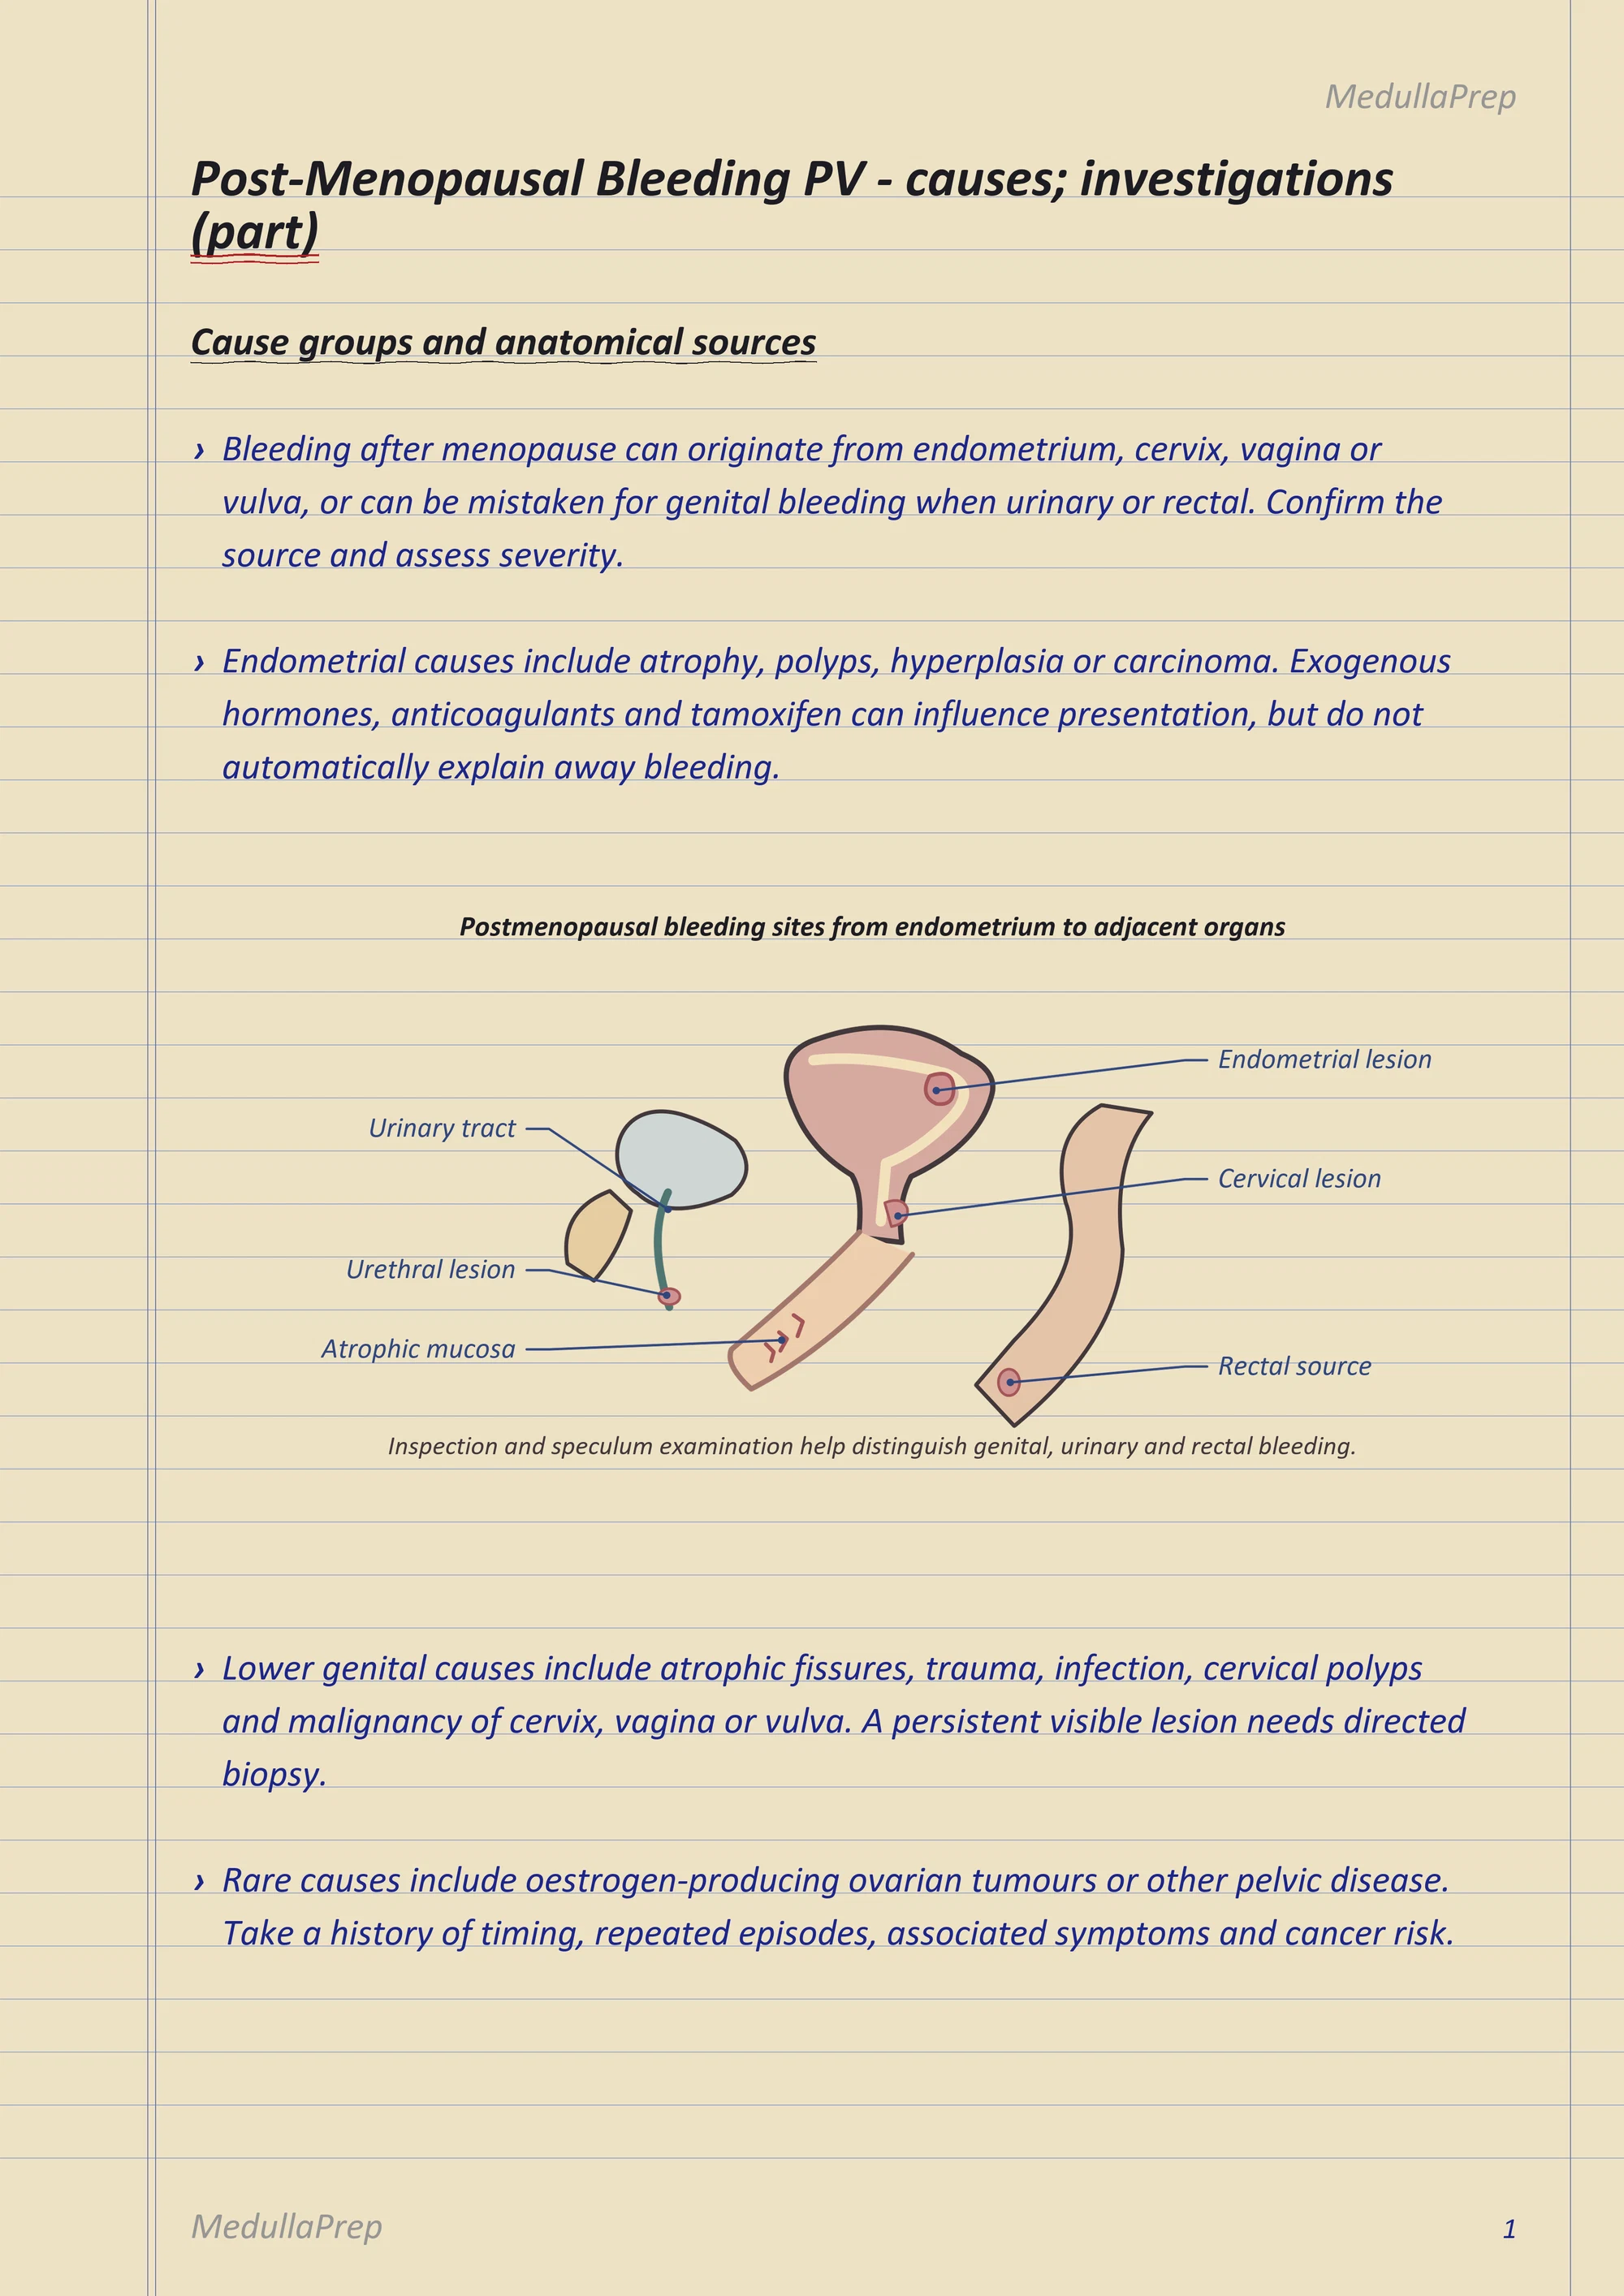 MedullaPrep
Post-Menopausal Bleeding PV - causes; investigations
(part)
Cause groups and anatomical sources
› Bleeding after menopause can originate from endometrium, cervix, vagina or
vulva, or can be mistaken for genital bleeding when urinary or rectal. Confirm the
source and assess severity.
› Endometrial causes include atrophy, polyps, hyperplasia or carcinoma. Exogenous
hormones, anticoagulants and tamoxifen can influence presentation, but do not
automatically explain away bleeding.
Postmenopausal bleeding sites from endometrium to adjacent organs
Endometrial lesion
Urinary tract
Cervical lesion
Urethral lesion
Atrophic mucosa
Rectal source
Inspection and speculum examination help distinguish genital, urinary and rectal bleeding.
› Lower genital causes include atrophic fissures, trauma, infection, cervical polyps
and malignancy of cervix, vagina or vulva. A persistent visible lesion needs directed
biopsy.
› Rare causes include oestrogen-producing ovarian tumours or other pelvic disease.
Take a history of timing, repeated episodes, associated symptoms and cancer risk.
MedullaPrep
1